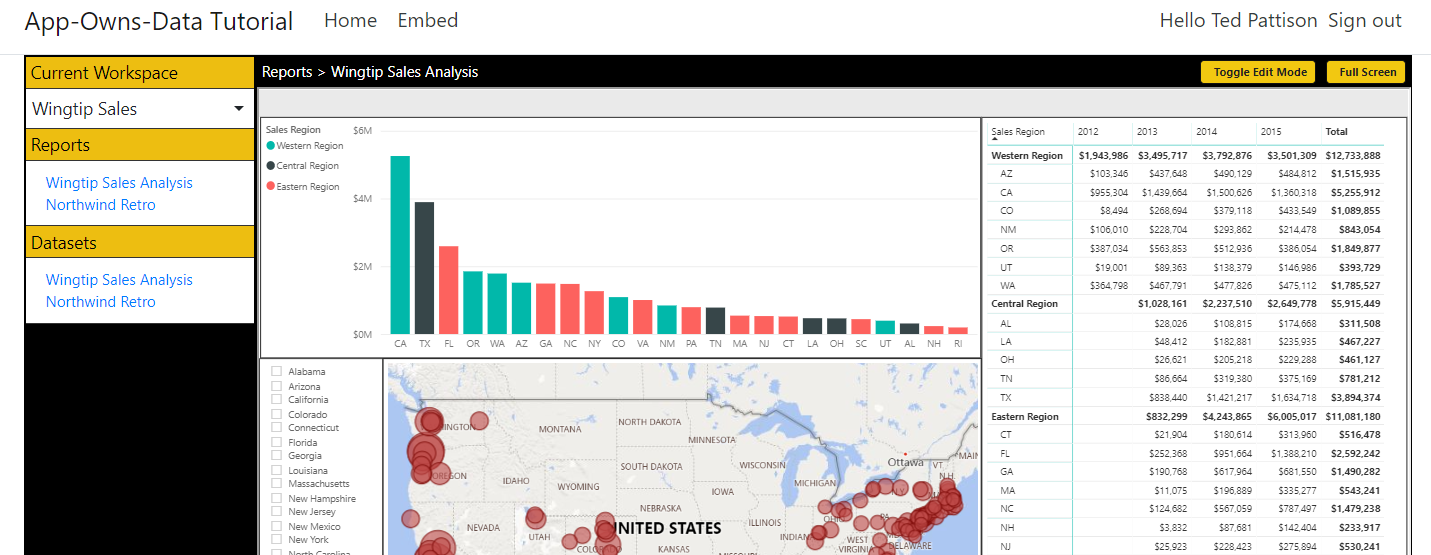 App-Owns-Data Tutorial Home Embed Hello Ted Pattison Sign out
Current Workspace
Wingtip Sales
Reports
Wingtip Sales Analysis
Northwind Retro
Datasets
Wingtip Sales Analysis
Northwind Retro
Reports > Wingtip Sales Analysis Toggle Edit Mode Full Screen
Sales Region
Western Region
Central Region
Eastern Region
$6M
$4M
$2M
$0M
CA TX FL OR WA AZ GA NC NY CO VA NM PA TN MA NJ CT LA OH SC UT AL NH RI
Sales Region 2012 2013 2014 2015 Total
Western Region $1,943,986 $3,495,717 $3,792,876 $3,501,309 $12,733,888
AZ $103,346 $437,648 $490,129 $484,812 $1,515,935
CA $955,304 $1,439,664 $1,500,626 $1,360,318 $5,255,912
CO $8,494 $268,694 $379,118 $433,549 $1,089,855
NM $106,010 $228,704 $293,862 $214,478 $843,054
OR $387,034 $563,853 $512,936 $386,054 $1,849,877
UT $19,001 $89,363 $138,379 $146,986 $393,729
WA $364,798 $467,791 $477,826 $475,112 $1,785,527
Central Region $1,028,161 $2,237,510 $2,649,778 $5,915,449
AL $28,026 $108,815 $174,668 $311,508
LA $48,412 $182,881 $235,935 $467,227
OH $26,621 $205,218 $229,288 $461,127
TN $86,664 $319,380 $375,169 $781,212
TX $838,440 $1,421,217 $1,634,718 $3,894,374
Eastern Region $832,299 $4,243,865 $6,005,017 $11,081,180
CT $21,904 $180,614 $313,960 $516,478
FL $252,368 $951,664 $1,388,210 $2,592,242
GA $190,768 $617,964 $681,550 $1,490,282
MA $11,075 $196,889 $335,277 $543,241
NC $124,682 $567,059 $787,497 $1,479,238
NH $3,832 $87,681 $142,404 $233,917
NJ $25,923 $228,423 $275,894 $530,241
Alabama
Arizona
California
Colorado
Connecticut
Florida
Georgia
Louisiana
Massachusetts
New Hampshire
New Jersey
New Mexico
New York
North Carolina
MONTANA
NORTH DAKOTA
MINNESOTA
SOUTH DAKOTA
WISCONSIN
Ottawa
VT
IDAHO
WYOMING
IOWA
MICHIGAN
NEBRASKA
UNITED STATES
NEVADA
UTAH
KANSAS
ILLINOIS
WEST
VIRGINIA
DELAWARE